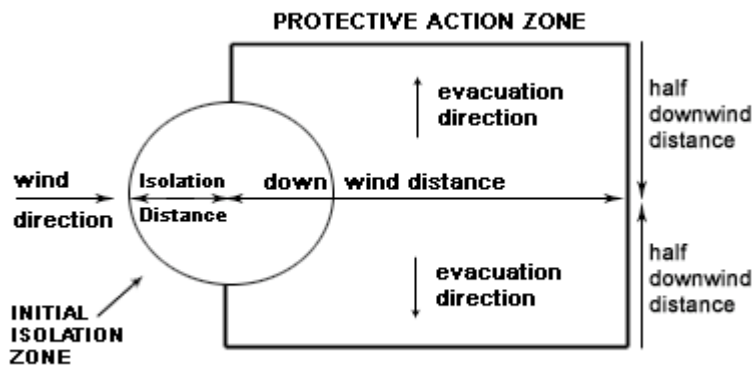 PROTECTIVE ACTION ZONE
evacuation
direction
half
downwind
distance
wind
direction
Isolation
Distance
down wind distance
evacuation
direction
half
downwind
distance
INITIAL
ISOLATION
ZONE